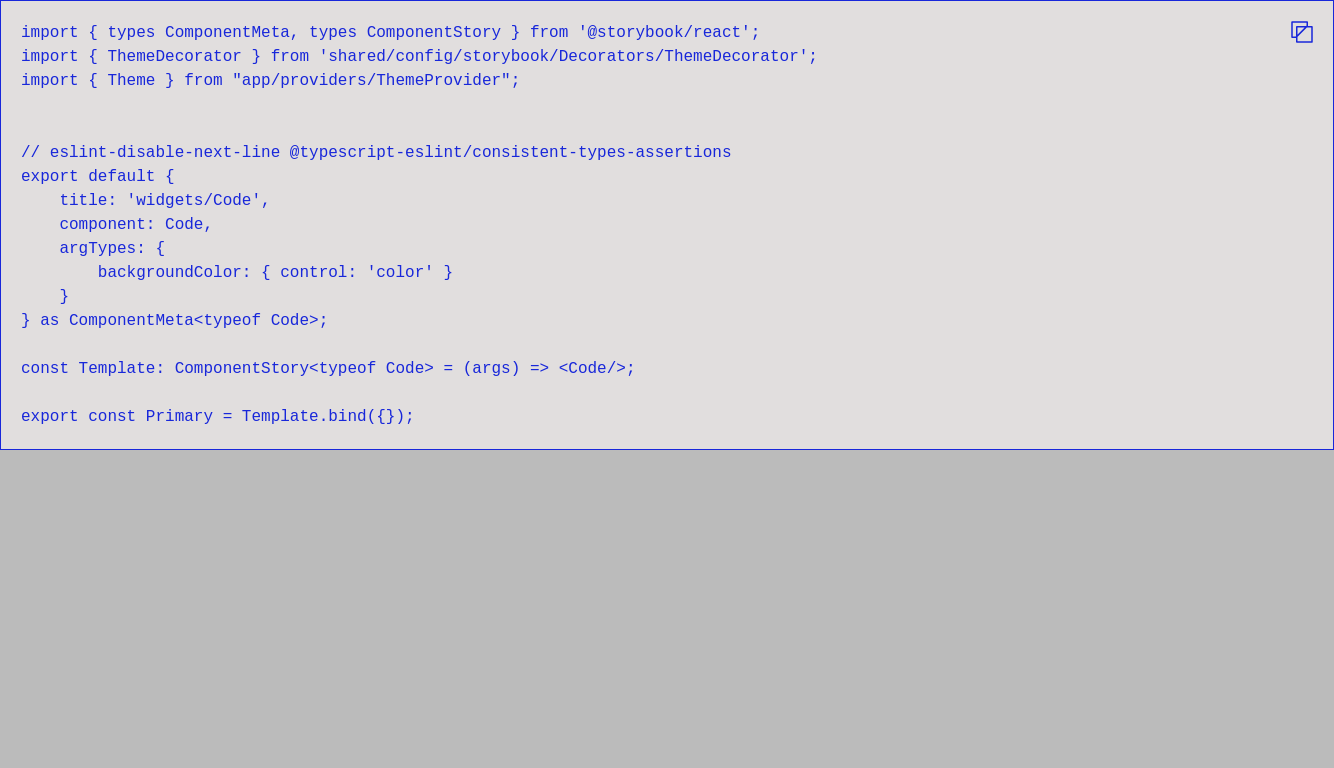 import { types ComponentMeta, types ComponentStory } from '@storybook/react';
import { ThemeDecorator } from 'shared/config/storybook/Decorators/ThemeDecorator';
import { Theme } from "app/providers/ThemeProvider";
// eslint-disable-next-line @typescript-eslint/consistent-types-assertions
export default {
    title: 'widgets/Code',
    component: Code,
    argTypes: {
        backgroundColor: { control: 'color' }
    }
} as ComponentMeta<typeof Code>;
const Template: ComponentStory<typeof Code> = (args) => <Code/>;
export const Primary = Template.bind({});